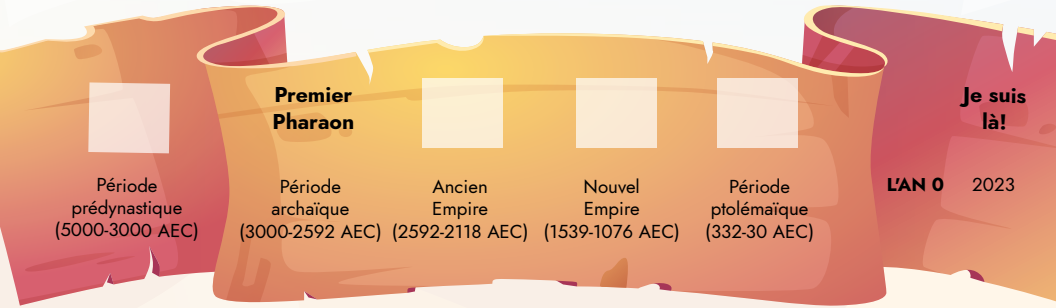 Premier
Pharaon
Je suis
là!
Période
prédynastique
(5000-3000 AEC)
Période
archaïque
(3000-2592 AEC)
Ancien
Empire
(2592-2118 AEC)
Nouvel
Empire
(1539-1076 AEC)
Période
ptolémaïque
(332-30 AEC)
L'AN 0
2023